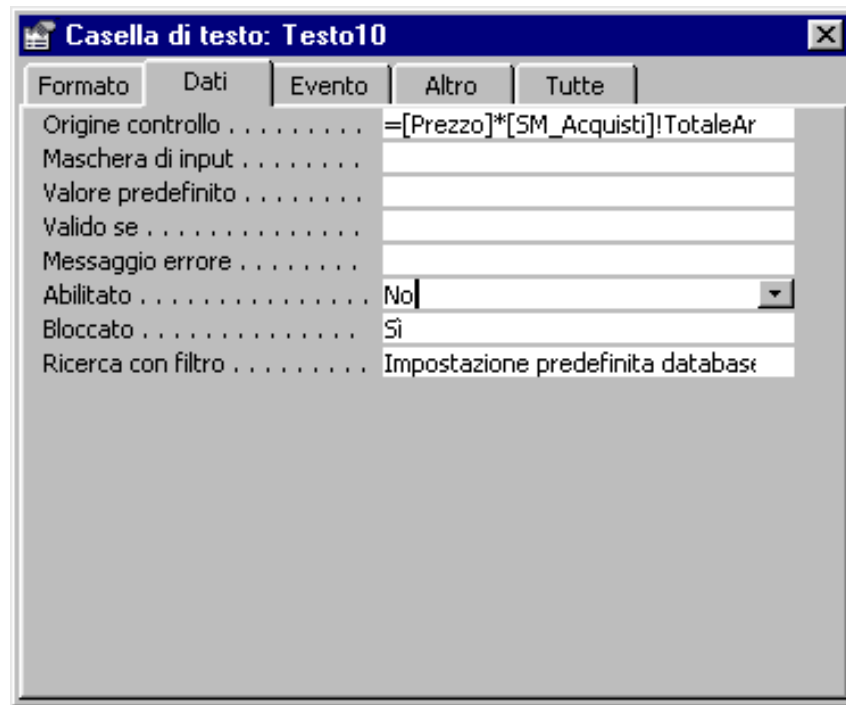 Casella di testo: Testo10
Formato Dati Evento Altro Tutte
Origine controllo . . . . . . . . . =[Prezzo]*[SM_Acquisti]!TotaleAr
Maschera di input . . . . . . . .
Valore predefinito . . . . . . . .
Valido se . . . . . . . . . . . . . .
Messaggio errore . . . . . . . .
Abilitato . . . . . . . . . . . . . . . . No
Bloccato . . . . . . . . . . . . . . Sì
Ricerca con filtro . . . . . . . . . Impostazione predefinita database